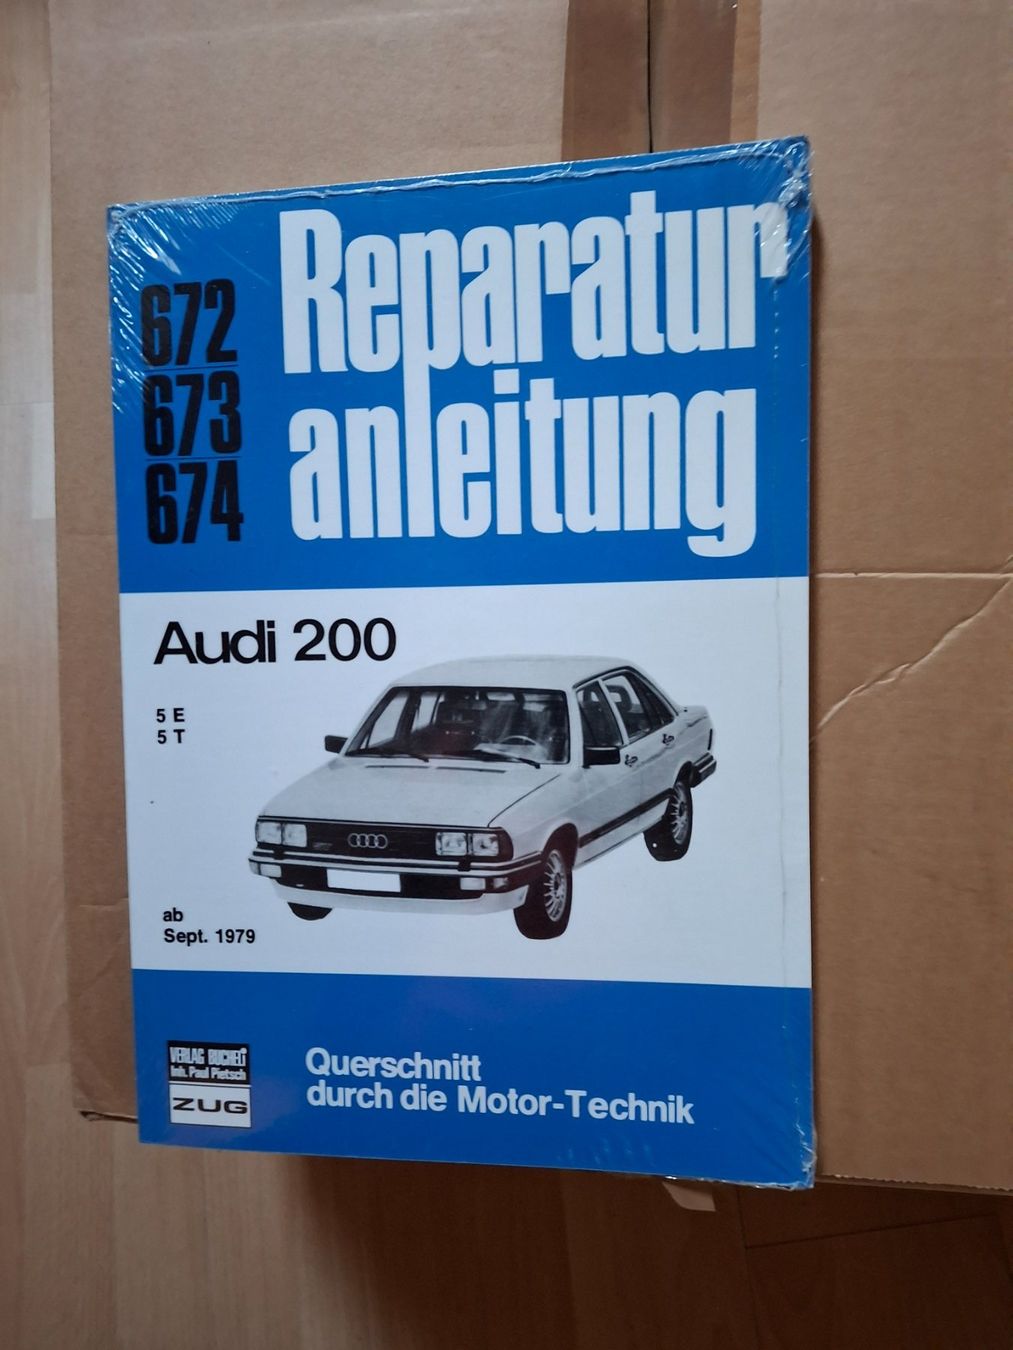 672
673
674
Reparatur
anleitung
Audi 200
5 E
5 T
ab
Sept. 1979
VERLAG BUCHELI
Inh. Paul Pietsch
ZUG
Querschnitt
durch die Motor-Technik